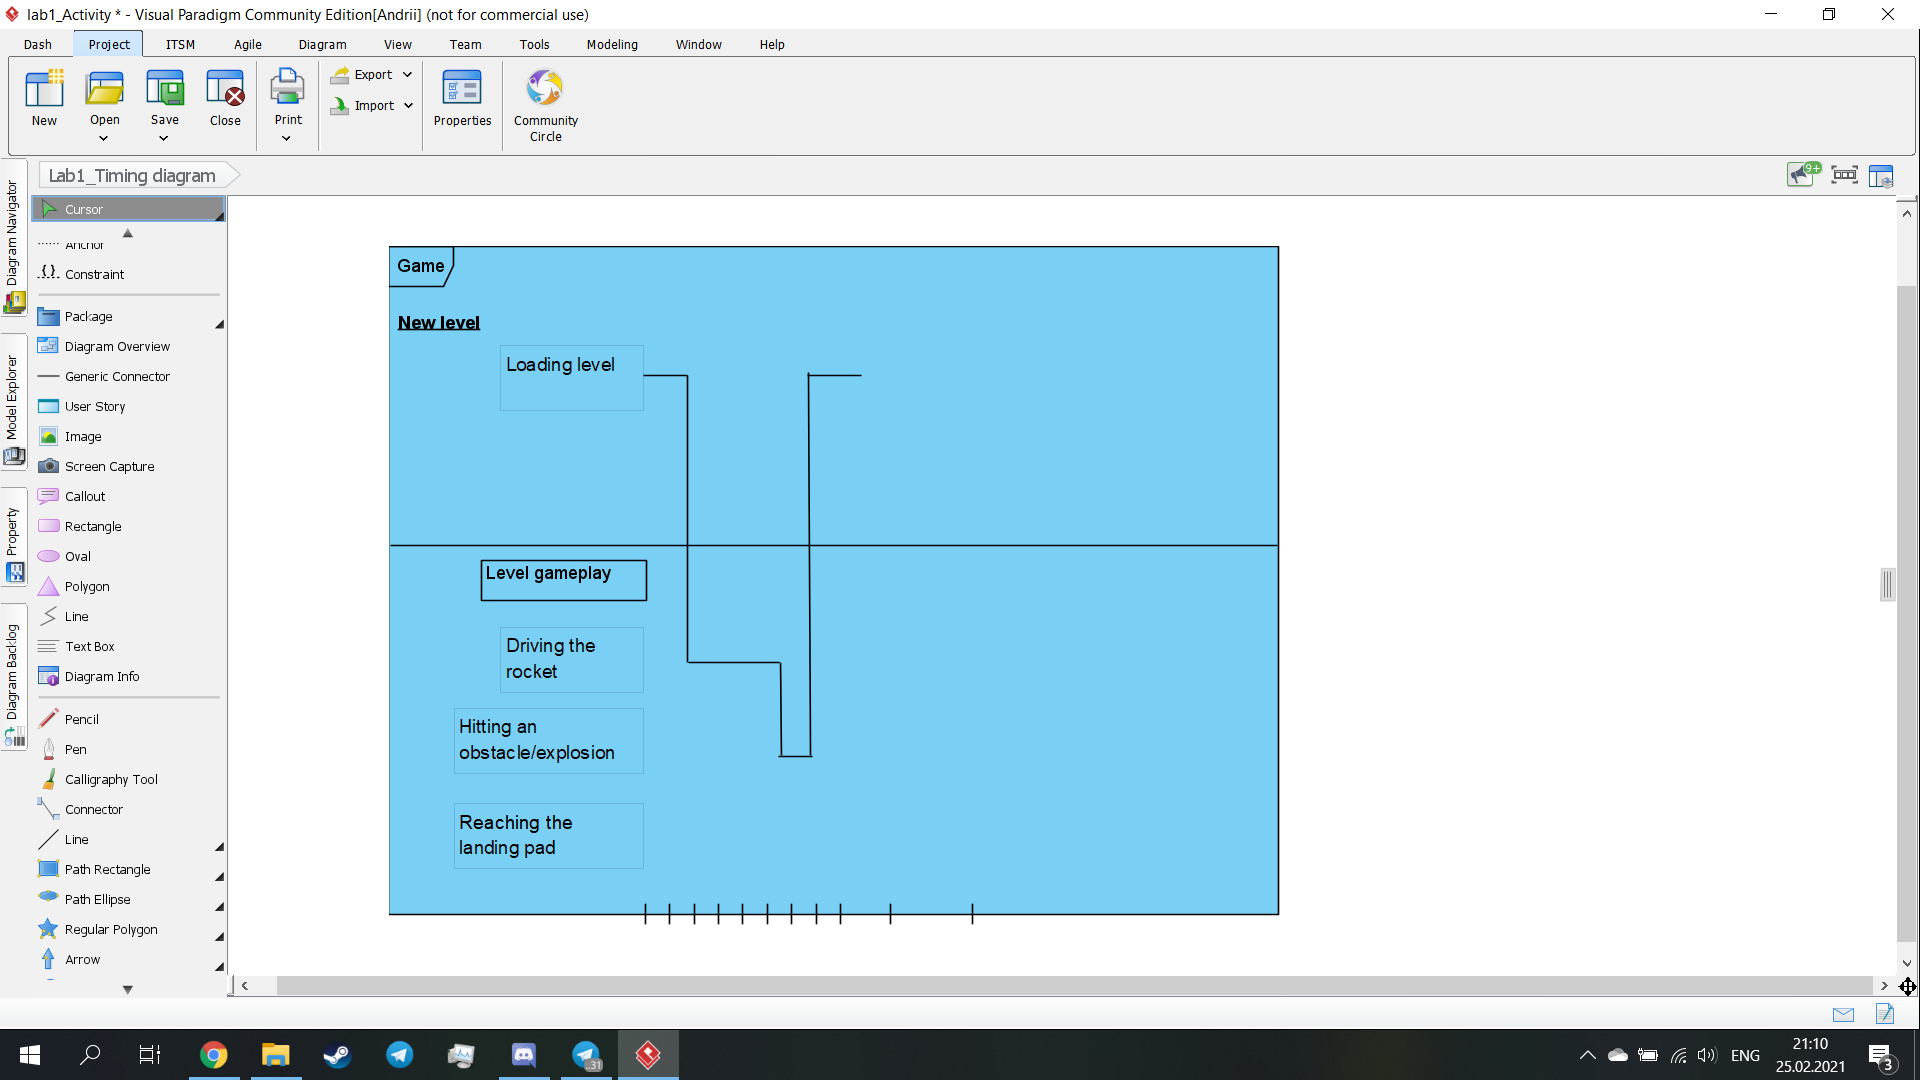 lab1_Activity * - Visual Paradigm Community Edition[Andrii] (not for commercial use)
Dash Project ITSM Agile Diagram View Team Tools Modeling Window Help
New
Open
Save
Close
Print
Export
Import
Properties
Community
Circle
Lab1_Timing diagram
9+
Diagram Navigator
Model Explorer
Property
Diagram Backlog
Cursor
Anchor
Constraint
Package
Diagram Overview
Generic Connector
User Story
Image
Screen Capture
Callout
Rectangle
Oval
Polygon
Line
Text Box
Diagram Info
Pencil
Pen
Calligraphy Tool
Connector
Line
Path Rectangle
Path Ellipse
Regular Polygon
Arrow
Game
New level
Loading level
Level gameplay
Driving the
rocket
Hitting an
obstacle/explosion
Reaching the
landing pad
31
ENG
21:10
25.02.2021
3